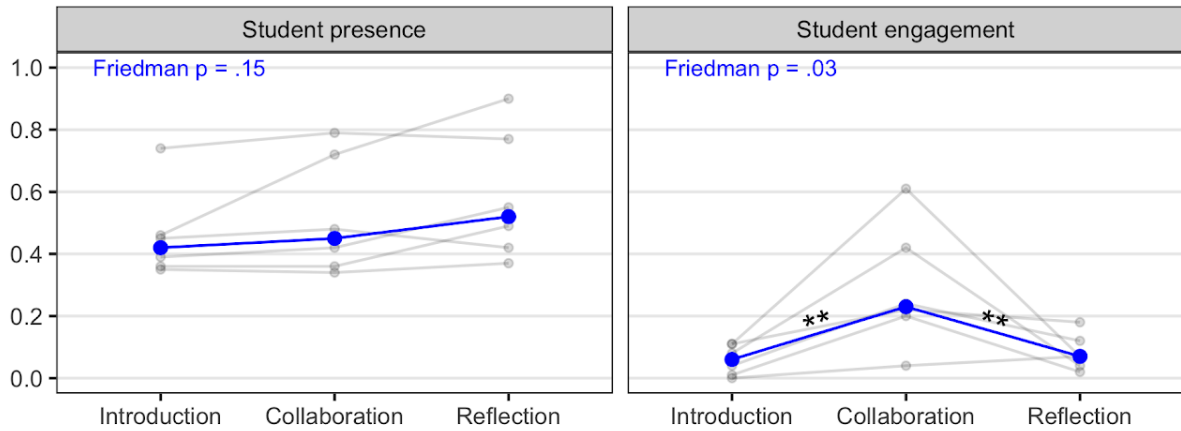 Student presence
Student engagement
Friedman p = .15
Friedman p = .03
1.0
0.8
0.6
0.4
0.2
0.0
**
**
Introduction
Collaboration
Reflection
Introduction
Collaboration
Reflection